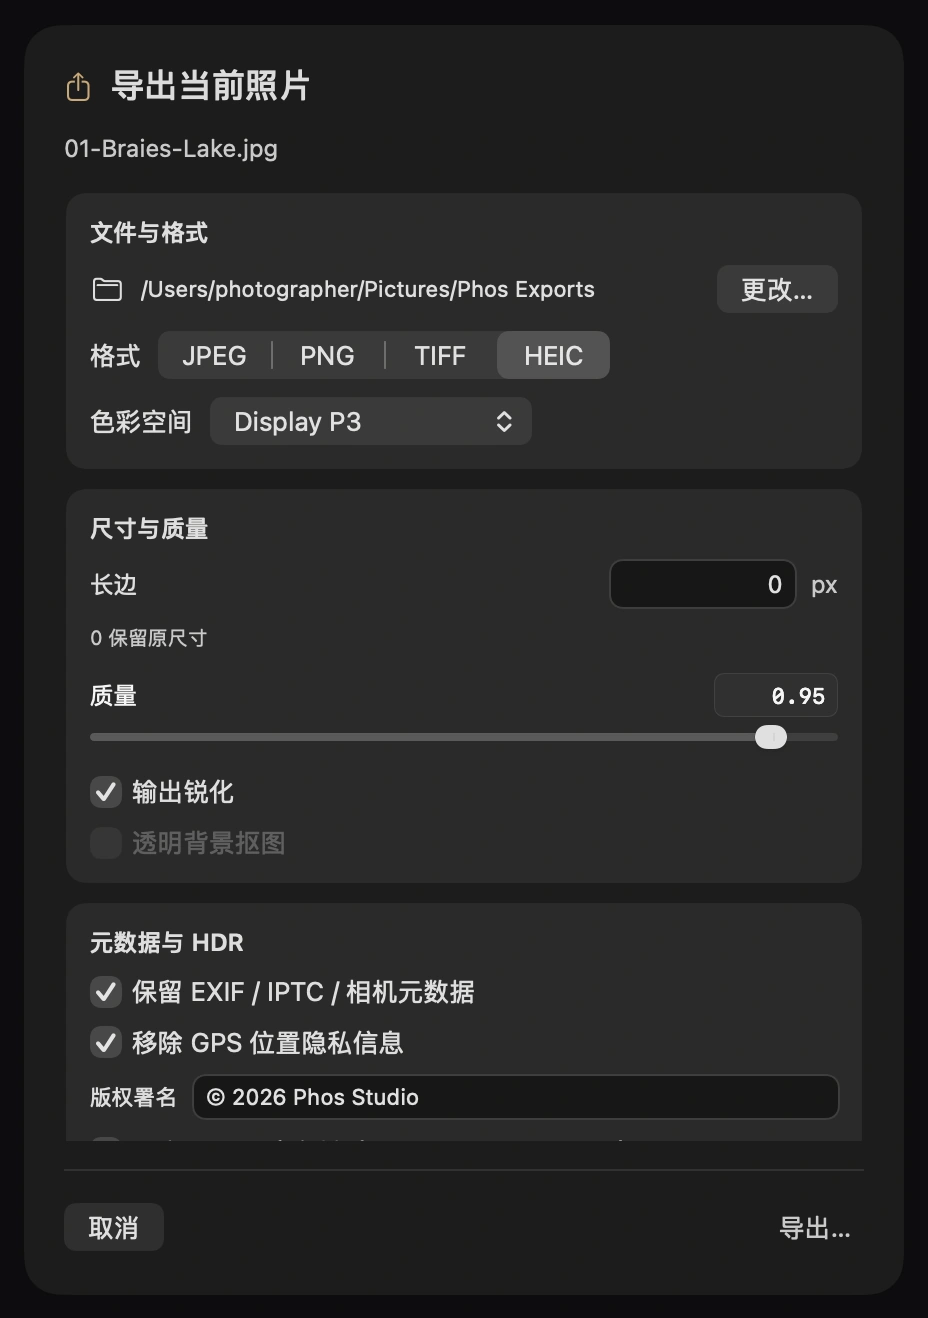 导出当前照片
01-Braies-Lake.jpg
文件与格式
/Users/photographer/Pictures/Phos Exports
更改...
格式 JPEG PNG TIFF HEIC
色彩空间 Display P3
尺寸与质量
长边 0 px
0 保留原尺寸
质量 0.95
输出锐化
透明背景抠图
元数据与 HDR
保留 EXIF / IPTC / 相机元数据
移除 GPS 位置隐私信息
版权署名 © 2026 Phos Studio
取消 导出...